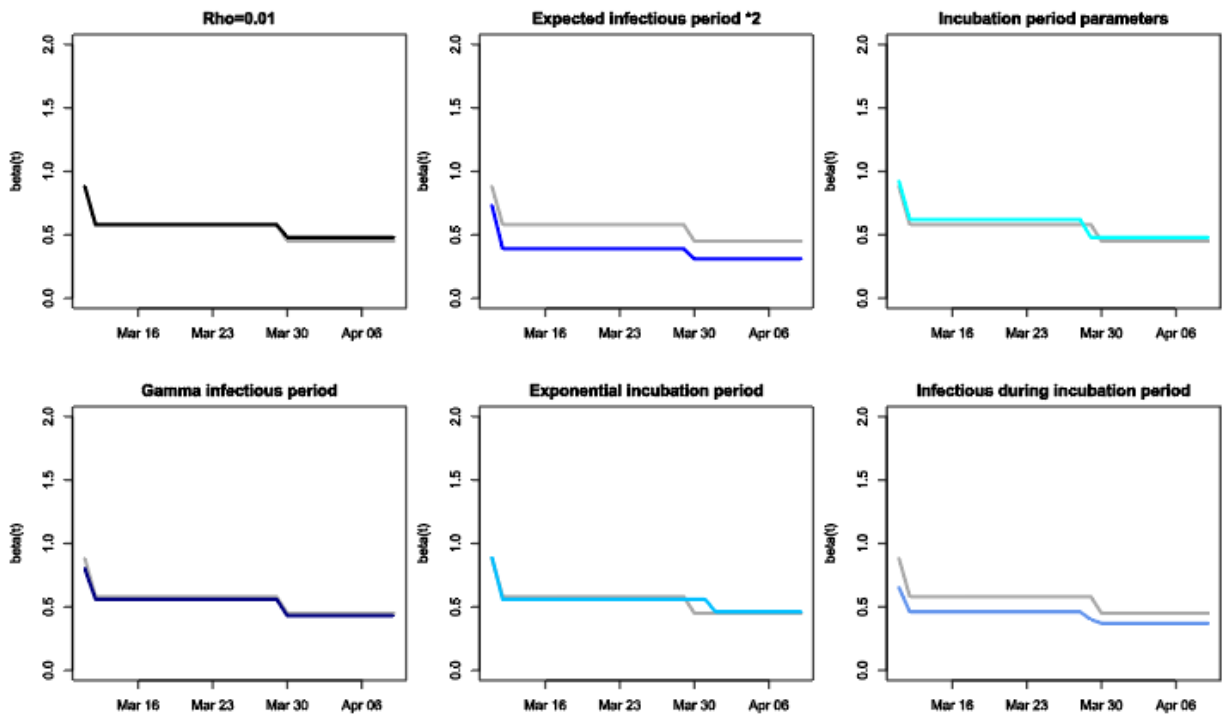 Rho=0.01
Expected infectious period *2
Incubation period parameters
beta(t)
2.0
1.5
1.0
0.5
0.0
Mar 16
Mar 23
Mar 30
Apr 06
beta(t)
2.0
1.5
1.0
0.5
0.0
Mar 16
Mar 23
Mar 30
Apr 06
beta(t)
2.0
1.5
1.0
0.5
0.0
Mar 16
Mar 23
Mar 30
Apr 06
Gamma infectious period
Exponential incubation period
Infectious during incubation period
beta(t)
2.0
1.5
1.0
0.5
0.0
Mar 16
Mar 23
Mar 30
Apr 06
beta(t)
2.0
1.5
1.0
0.5
0.0
Mar 16
Mar 23
Mar 30
Apr 06
beta(t)
2.0
1.5
1.0
0.5
0.0
Mar 16
Mar 23
Mar 30
Apr 06